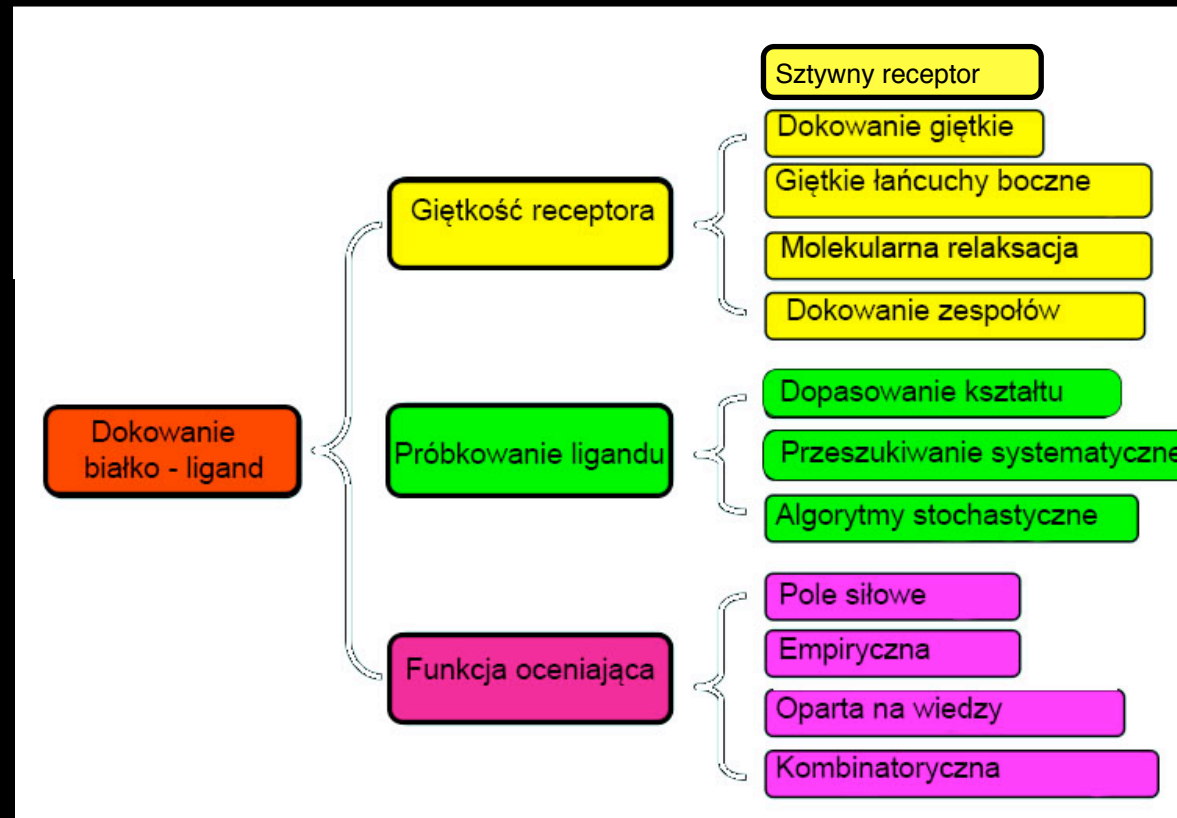 Sztywny receptor
Dokowanie giętkie
Giętkie łańcuchy boczne
Giętkość receptora
Molekularna relaksacja
Dokowanie zespołów
Dokowanie
białko - ligand
Dopasowanie kształtu
Próbkowanie ligandu
Przeszukiwanie systematyczne
Algorytmy stochastyczne
Pole siłowe
Empiryczna
Funkcja oceniająca
Oparta na wiedzy
Kombinatoryczna